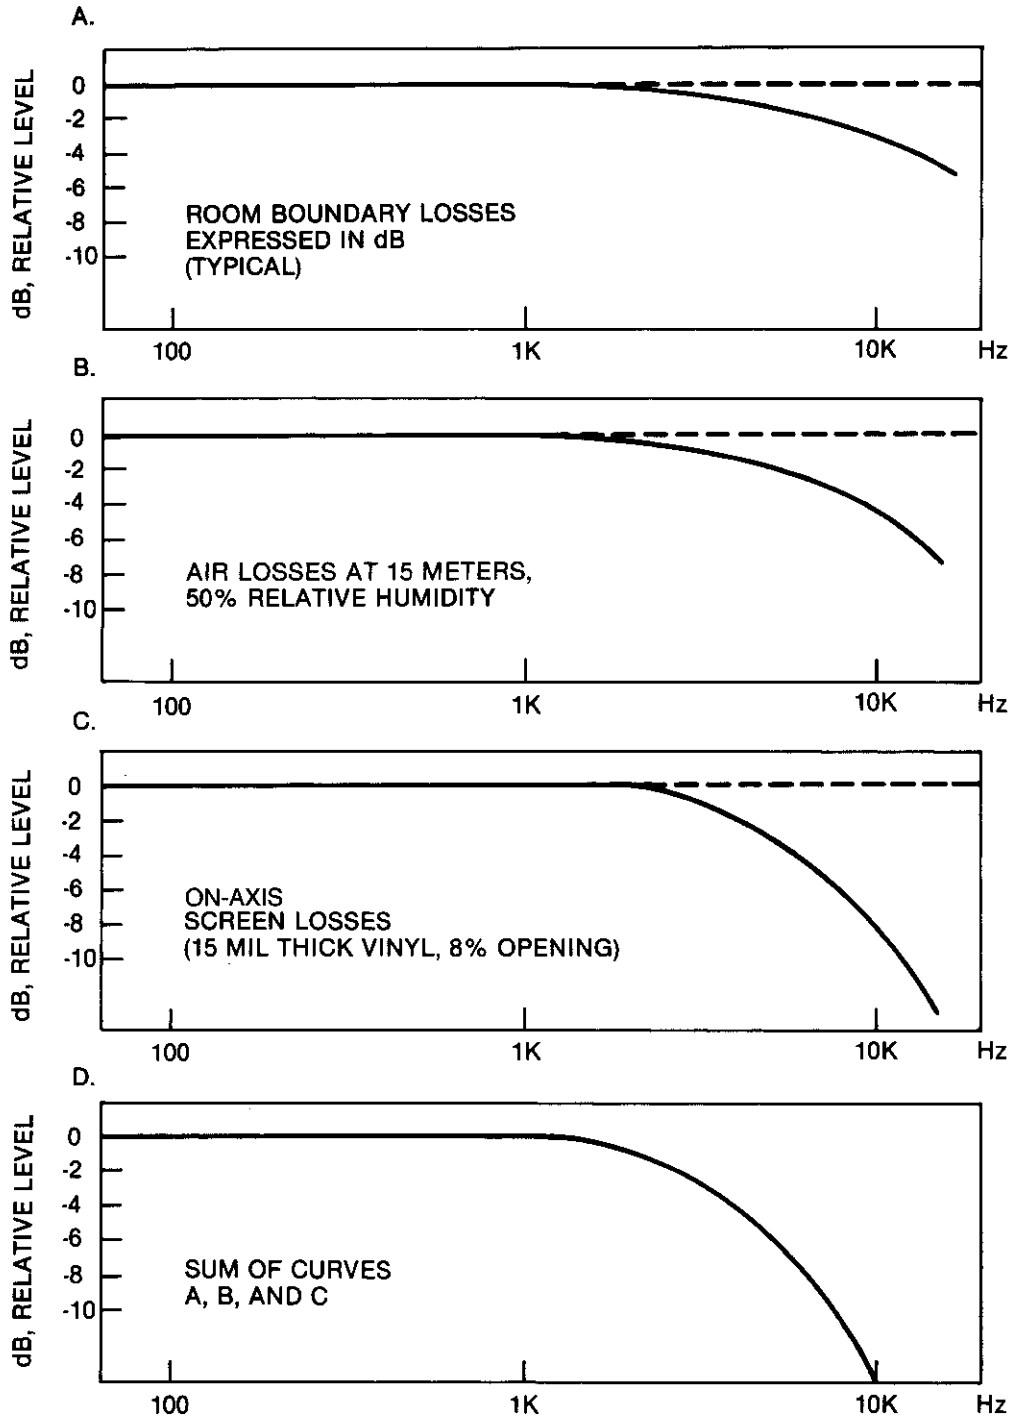 A.
dB, RELATIVE LEVEL
0
-2
-4
-6
-8
-10
ROOM BOUNDARY LOSSES
EXPRESSED IN dB
(TYPICAL)
100 1K 10K Hz
B.
dB, RELATIVE LEVEL
0
-2
-4
-6
-8
-10
AIR LOSSES AT 15 METERS,
50% RELATIVE HUMIDITY
100 1K 10K Hz
C.
dB, RELATIVE LEVEL
0
-2
-4
-6
-8
-10
ON-AXIS
SCREEN LOSSES
(15 MIL THICK VINYL, 8% OPENING)
100 1K 10K Hz
D.
dB, RELATIVE LEVEL
0
-2
-4
-6
-8
-10
SUM OF CURVES
A, B, AND C
100 1K 10K Hz